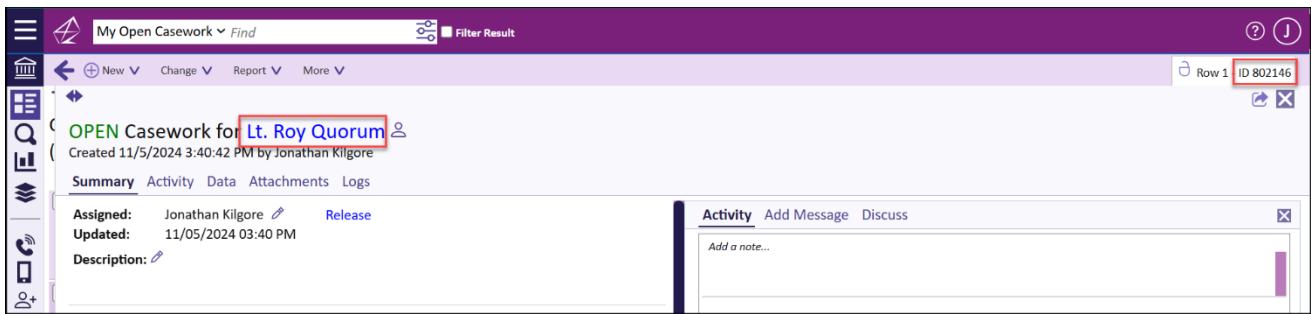 My Open Casework Find Filter Result ? J
New Change Report More Row 1 ID 802146
OPEN Casework for Lt. Roy Quorum
Created 11/5/2024 3:40:42 PM by Jonathan Kilgore
Summary Activity Data Attachments Logs
Assigned: Jonathan Kilgore Release
Updated: 11/05/2024 03:40 PM
Description:
Activity Add Message Discuss
Add a note...